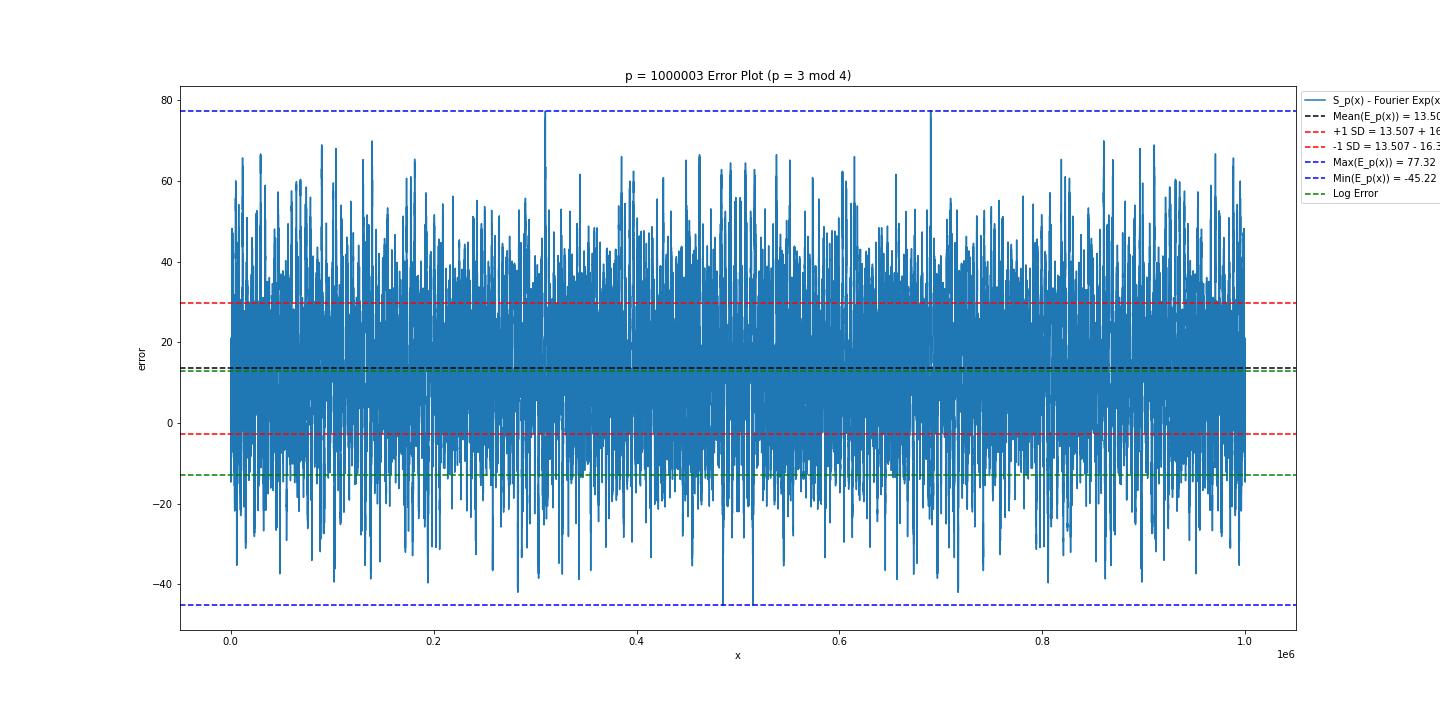 p = 1000003 Error Plot (p = 3 mod 4)
80
60
40
20
0
−20
−40
error
0.0
0.2
0.4
0.6
0.8
1.0
1e6
x
S_p(x) - Fourier Exp(x
Mean(E_p(x)) = 13.50
+1 SD = 13.507 + 16
-1 SD = 13.507 - 16.3
Max(E_p(x)) = 77.32
Min(E_p(x)) = -45.22
Log Error